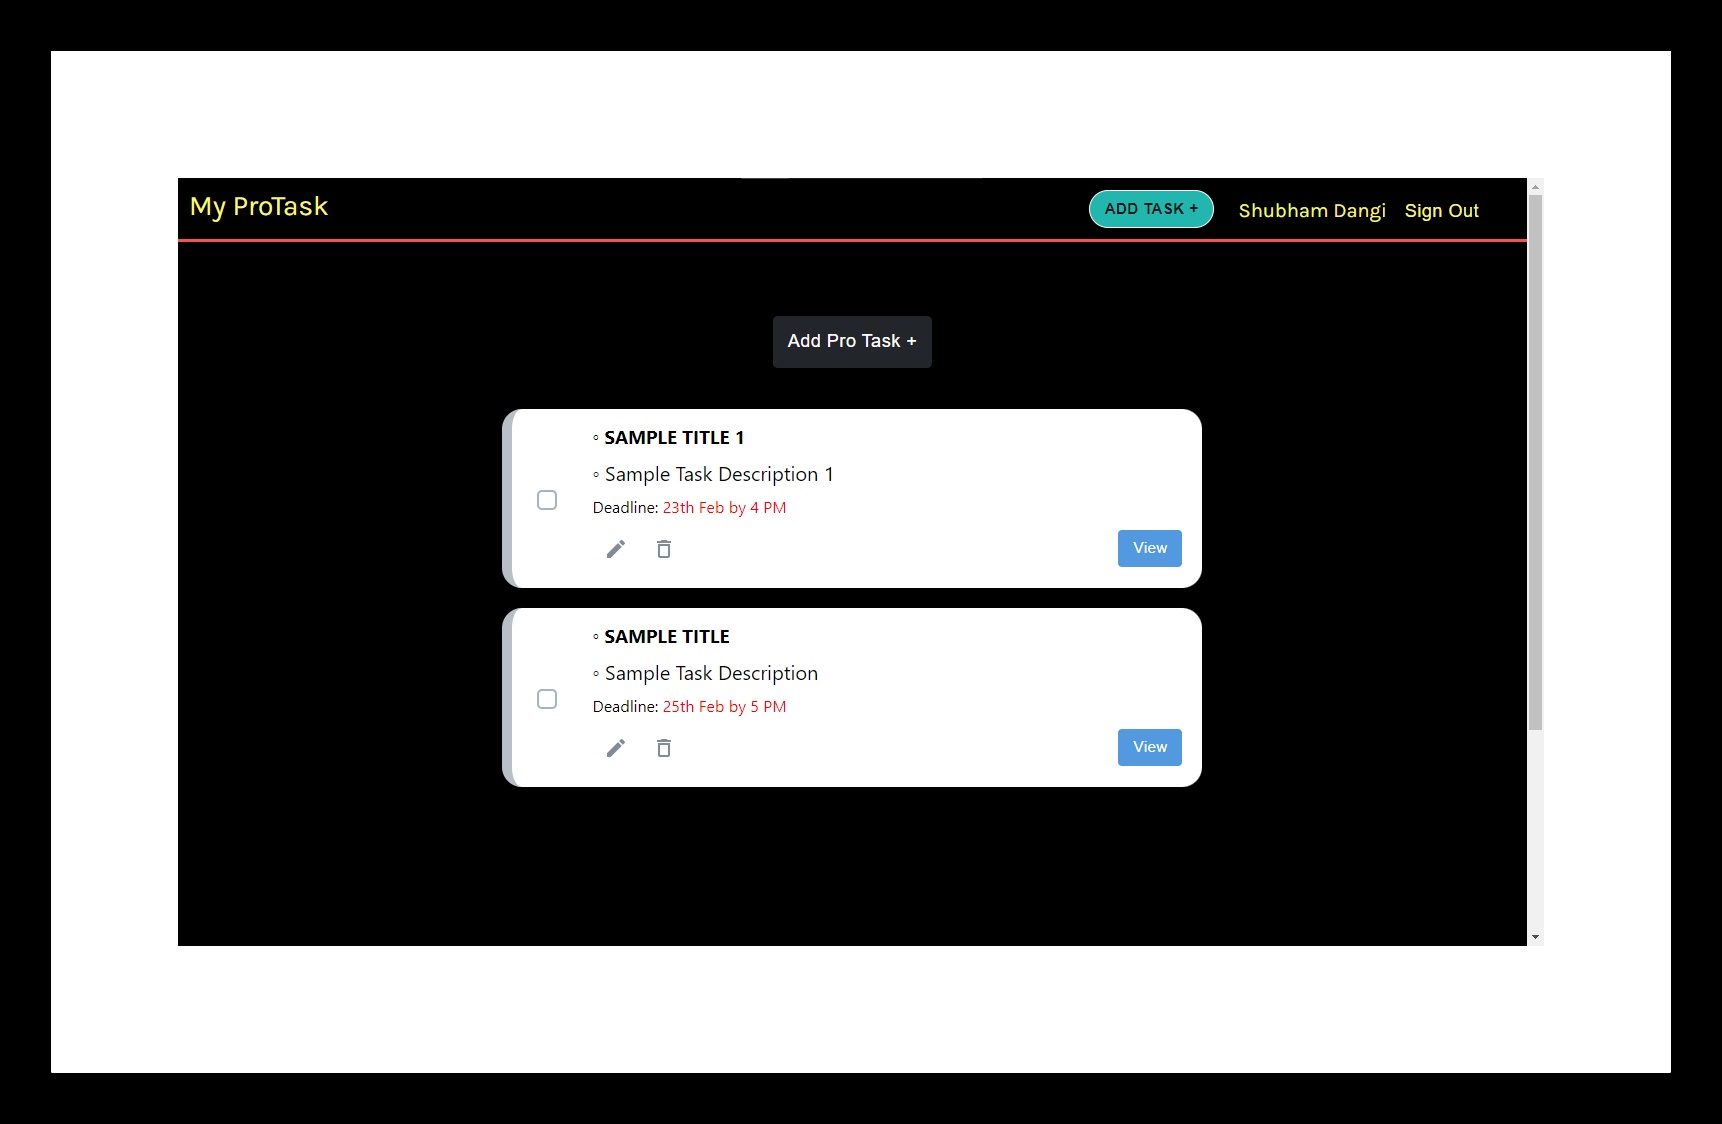 My ProTask
ADD TASK +
Shubham Dangi
Sign Out
Add Pro Task +
◦ SAMPLE TITLE 1
◦ Sample Task Description 1
Deadline: 23th Feb by 4 PM
View
◦ SAMPLE TITLE
◦ Sample Task Description
Deadline: 25th Feb by 5 PM
View